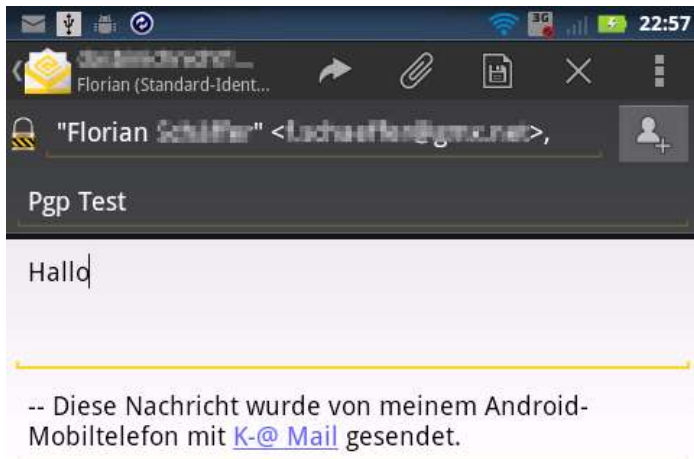 3G 22:57
Florian (Standard-Ident...
"Florian " < >,
Pgp Test
Hallo
-- Diese Nachricht wurde von meinem Android-
Mobiltelefon mit K-@ Mail gesendet.